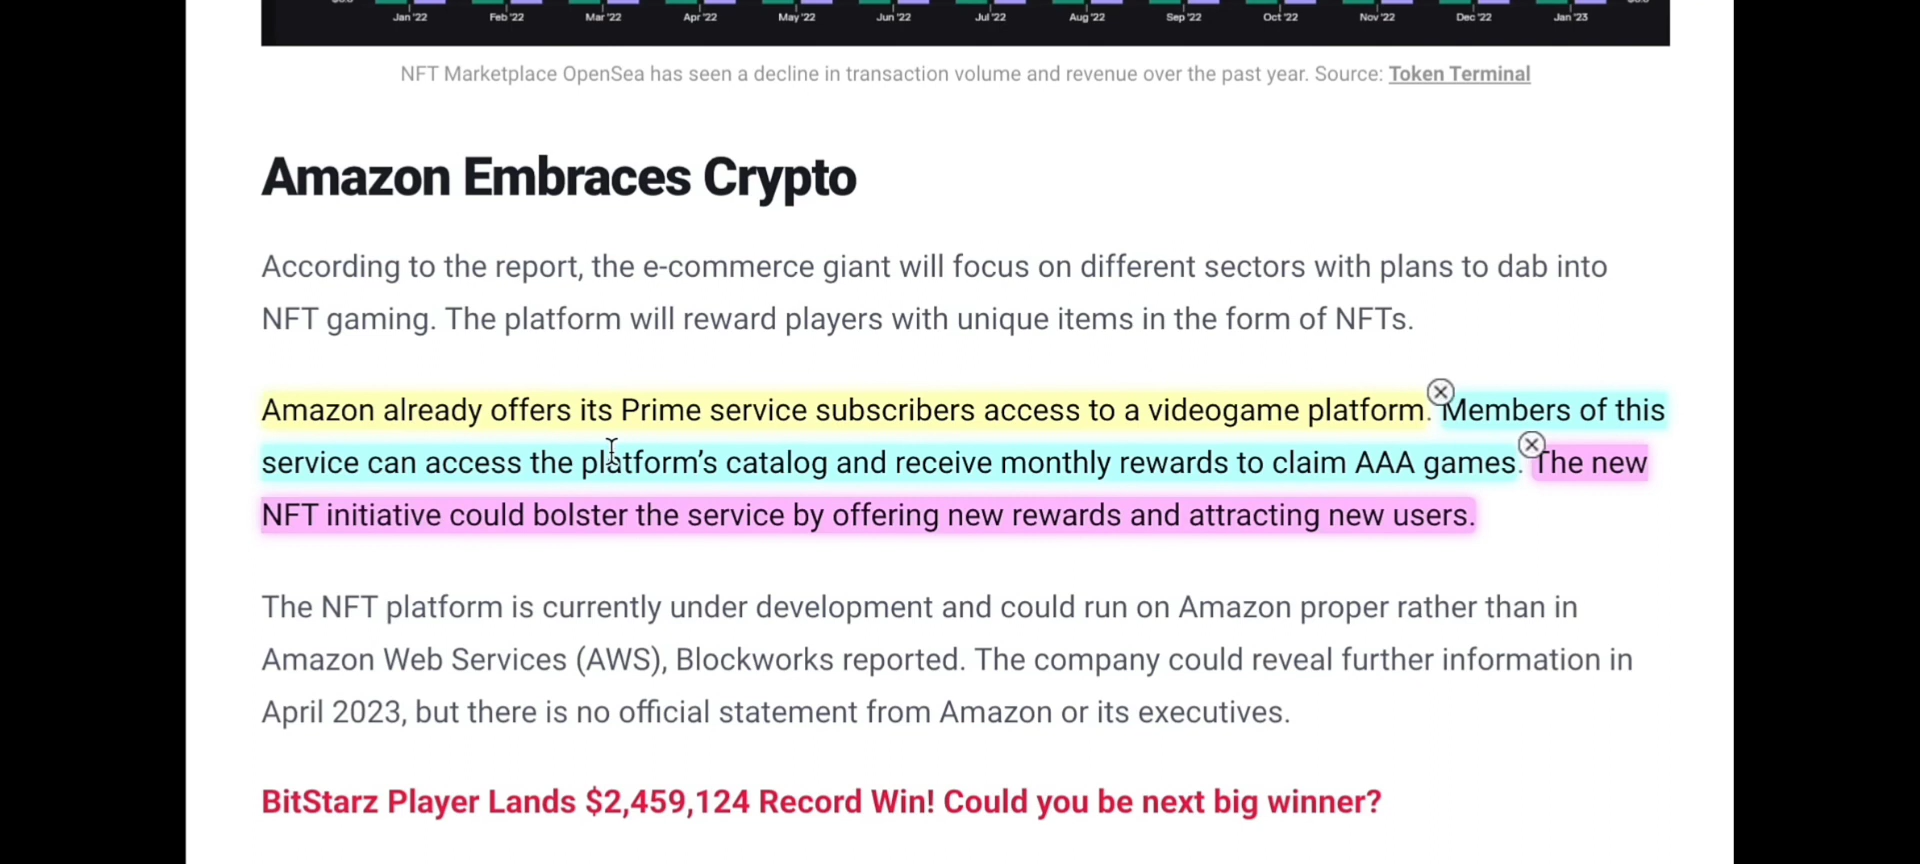 Jan '22 Feb '22 Mar '22 Apr '22 May '22 Jun '22 Jul '22 Aug '22 Sep '22 Oct '22 Nov '22 Dec '22 Jan '23
NFT Marketplace OpenSea has seen a decline in transaction volume and revenue over the past year. Source: Token Terminal
Amazon Embraces Crypto
According to the report, the e-commerce giant will focus on different sectors with plans to dab into
NFT gaming. The platform will reward players with unique items in the form of NFTs.
Amazon already offers its Prime service subscribers access to a videogame platform. Members of this
service can access the platform’s catalog and receive monthly rewards to claim AAA games. The new
NFT initiative could bolster the service by offering new rewards and attracting new users.
The NFT platform is currently under development and could run on Amazon proper rather than in
Amazon Web Services (AWS), Blockworks reported. The company could reveal further information in
April 2023, but there is no official statement from Amazon or its executives.
BitStarz Player Lands $2,459,124 Record Win! Could you be next big winner?